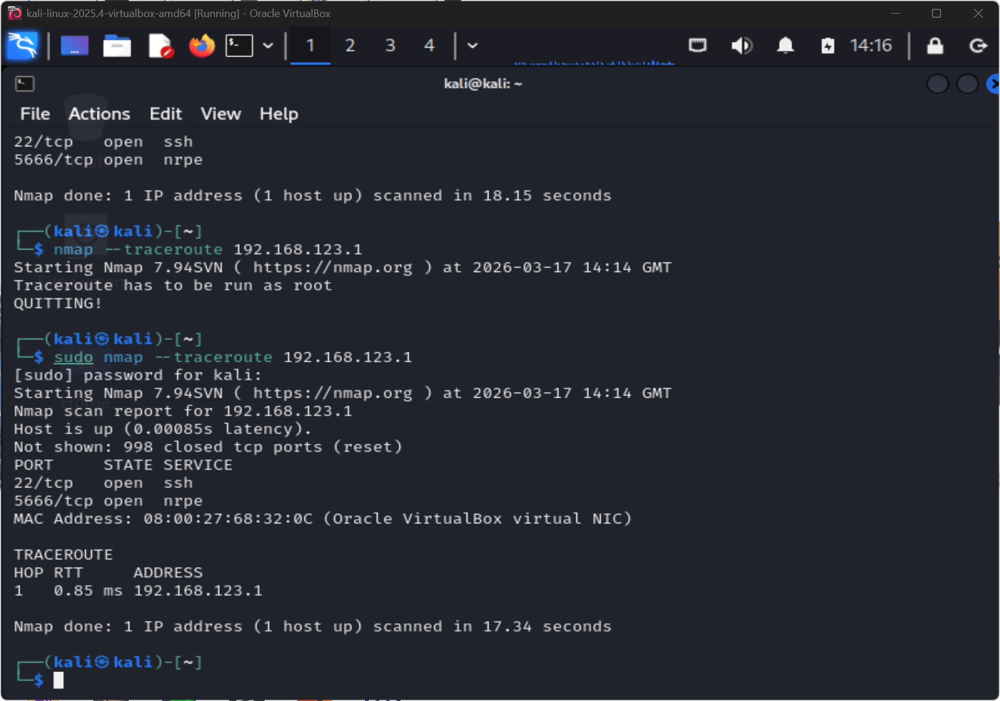 kali-linux-2025.4-virtualbox-amd64 [Running] - Oracle VirtualBox
1 2 3 4 14:16
kali@kali: ~
File Actions Edit View Help
22/tcp   open  ssh
5666/tcp open  nrpe
Nmap done: 1 IP address (1 host up) scanned in 18.15 seconds
┌──(kali㉿kali)-[~]
└─$ nmap --traceroute 192.168.123.1
Starting Nmap 7.94SVN ( https://nmap.org ) at 2026-03-17 14:14 GMT
Traceroute has to be run as root
QUITTING!
┌──(kali㉿kali)-[~]
└─$ sudo nmap --traceroute 192.168.123.1
[sudo] password for kali:
Starting Nmap 7.94SVN ( https://nmap.org ) at 2026-03-17 14:14 GMT
Nmap scan report for 192.168.123.1
Host is up (0.00085s latency).
Not shown: 998 closed tcp ports (reset)
PORT     STATE SERVICE
22/tcp   open  ssh
5666/tcp open  nrpe
MAC Address: 08:00:27:68:32:0C (Oracle VirtualBox virtual NIC)
TRACEROUTE
HOP RTT     ADDRESS
1   0.85 ms 192.168.123.1
Nmap done: 1 IP address (1 host up) scanned in 17.34 seconds
┌──(kali㉿kali)-[~]
└─$